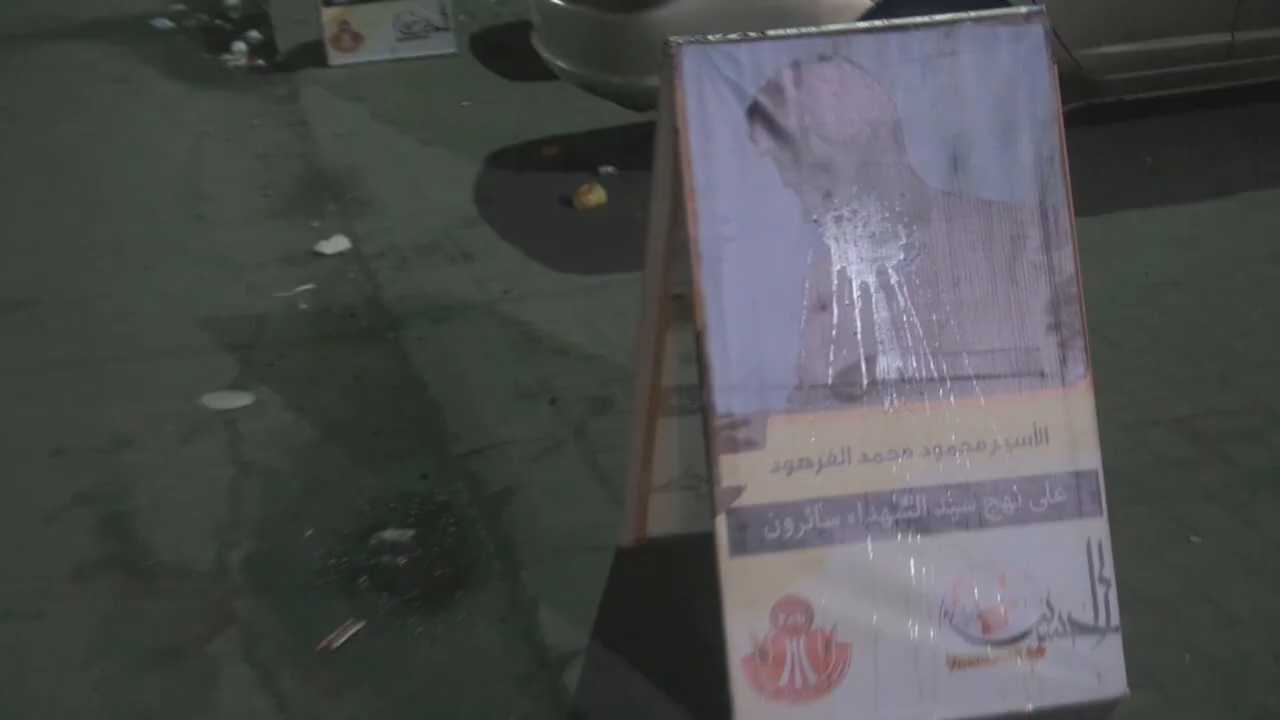 الأسير محمود محمد الفرهود
على نهج سيد الشهداء سائرون